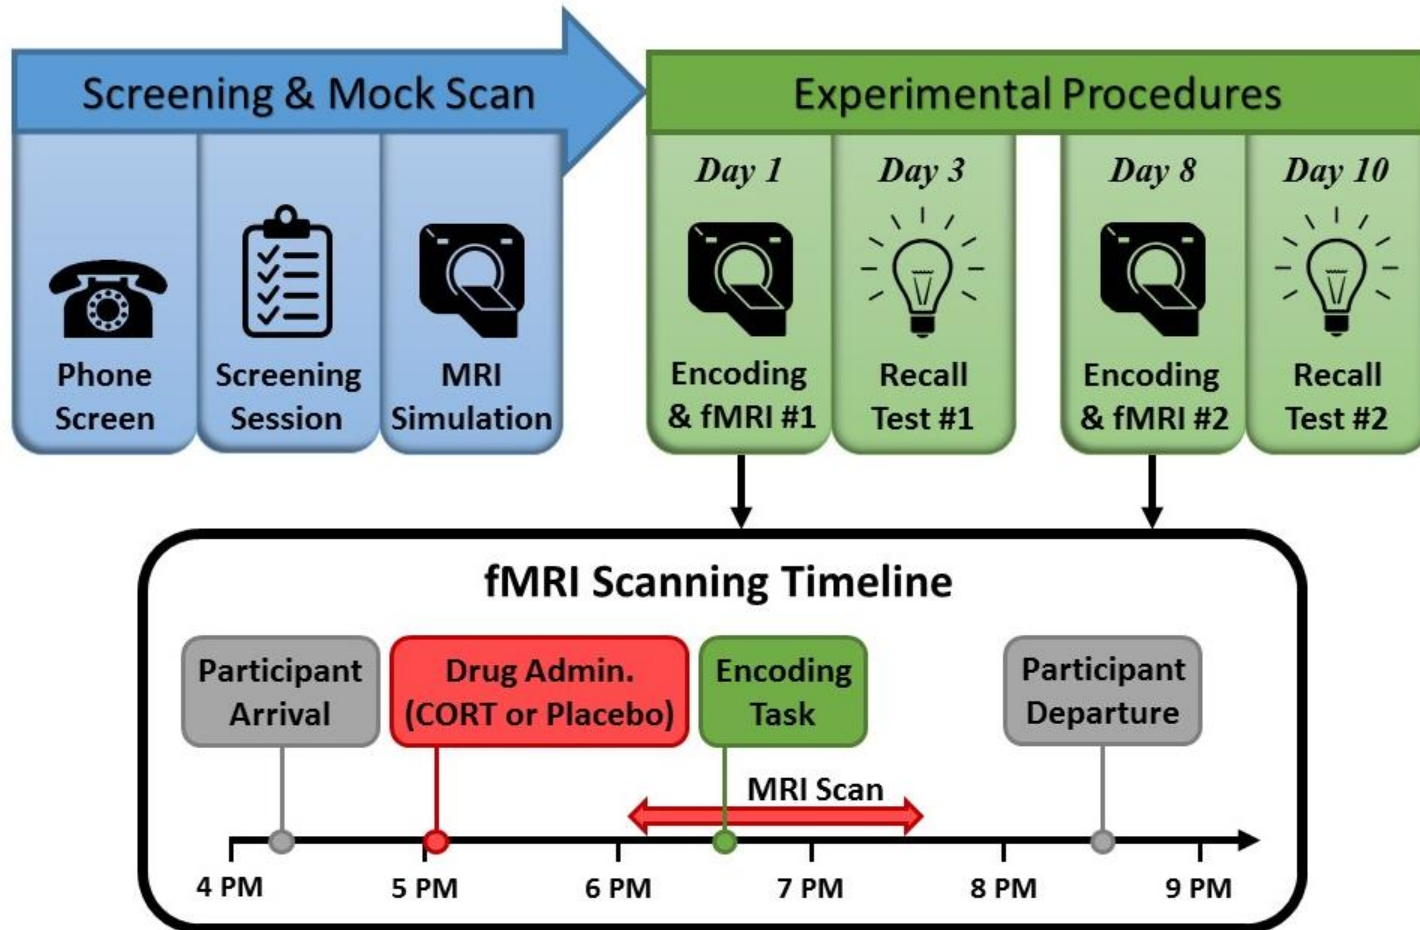 Screening & Mock Scan
Phone
Screen
Screening
Session
MRI
Simulation
Experimental Procedures
Day 1
Encoding
& fMRI #1
Day 3
Recall
Test #1
Day 8
Encoding
& fMRI #2
Day 10
Recall
Test #2
fMRI Scanning Timeline
Participant
Arrival
Drug Admin.
(CORT or Placebo)
Encoding
Task
Participant
Departure
MRI Scan
4 PM
5 PM
6 PM
7 PM
8 PM
9 PM